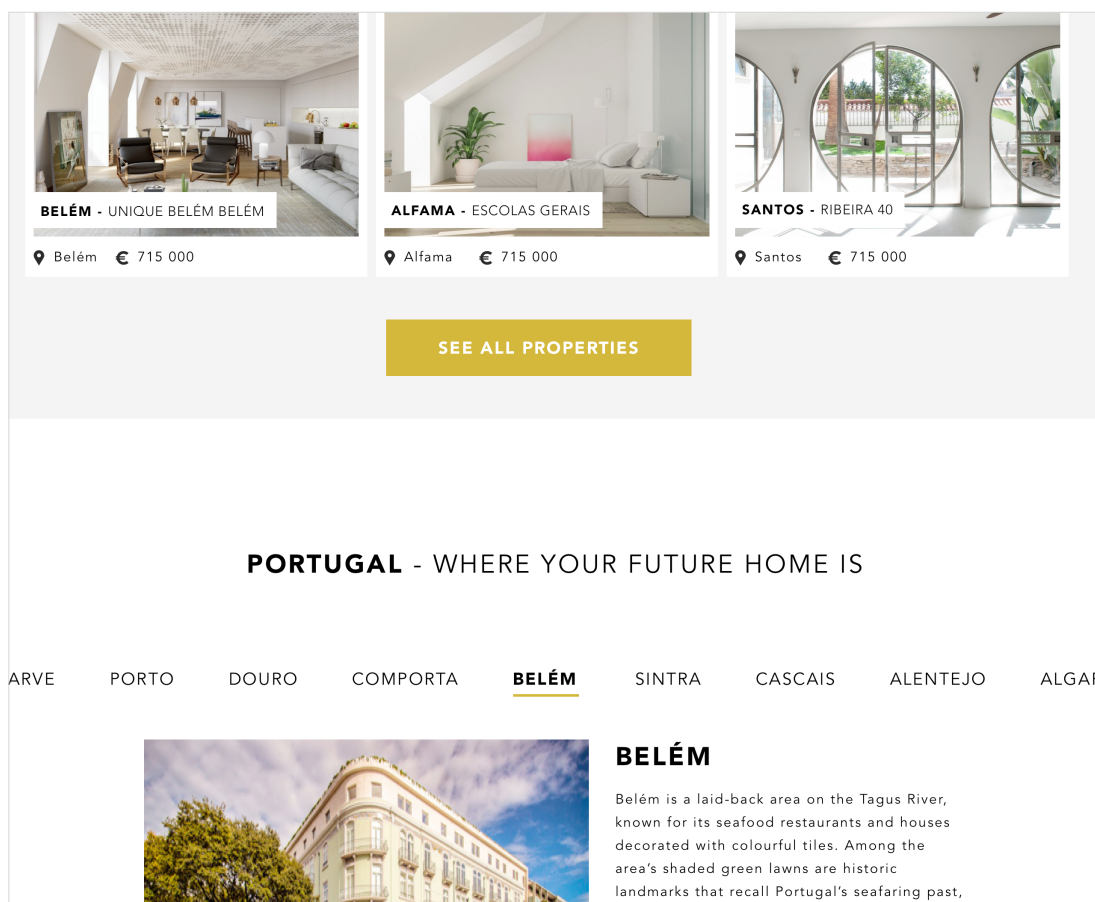 BELÉM - UNIQUE BELÉM BELÉM
ALFAMA - ESCOLAS GERAIS
SANTOS - RIBEIRA 40
Belém € 715 000
Alfama € 715 000
Santos € 715 000
SEE ALL PROPERTIES
PORTUGAL - WHERE YOUR FUTURE HOME IS
ARVE PORTO DOURO COMPORTA BELÉM SINTRA CASCAIS ALENTEJO ALGAR
BELÉM
Belém is a laid-back area on the Tagus River,
known for its seafood restaurants and houses
decorated with colourful tiles. Among the
area’s shaded green lawns are historic
landmarks that recall Portugal’s seafaring past,